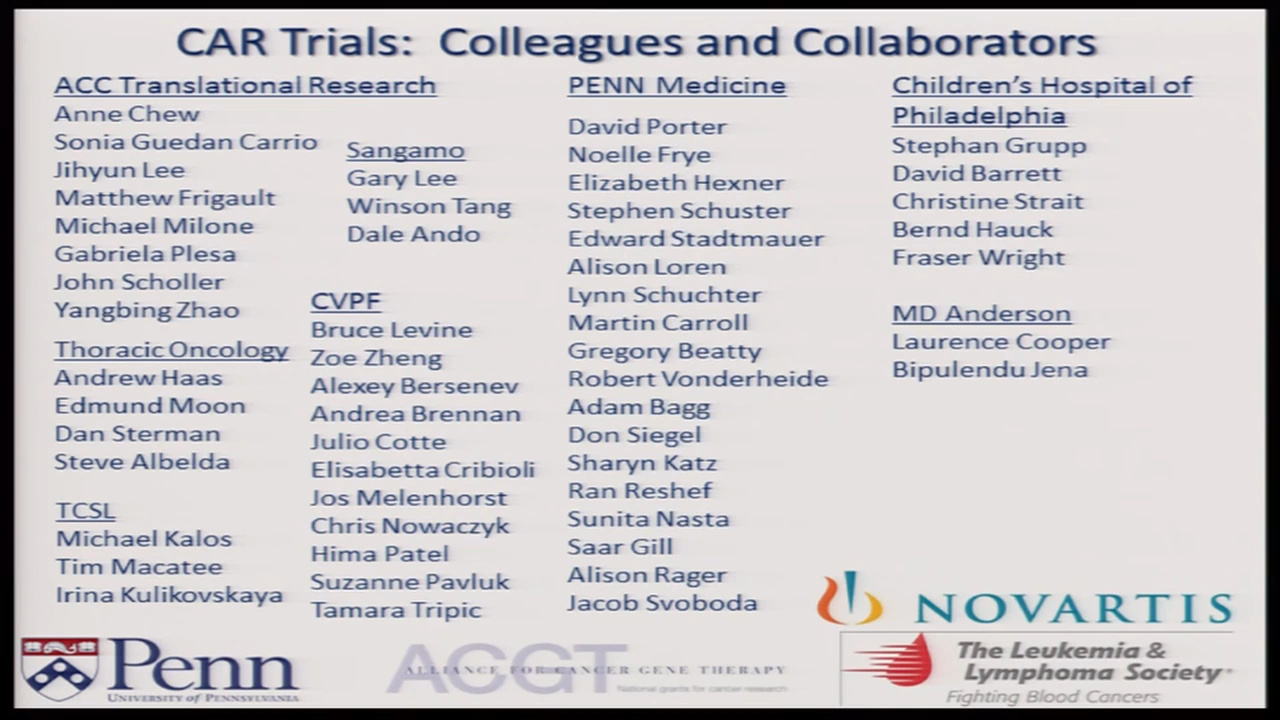 CAR Trials: Colleagues and Collaborators
ACC Translational Research
Anne Chew
Sonia Guedan Carrio
Jihyun Lee
Matthew Frigault
Michael Milone
Gabriela Plesa
John Scholler
Yangbing Zhao
Thoracic Oncology
Andrew Haas
Edmund Moon
Dan Sterman
Steve Albelda
TCSL
Michael Kalos
Tim Macatee
Irina Kulikovskaya
Sangamo
Gary Lee
Winson Tang
Dale Ando
CVPF
Bruce Levine
Zoe Zheng
Alexey Bersenev
Andrea Brennan
Julio Cotte
Elisabetta Cribioli
Jos Melenhorst
Chris Nowaczyk
Hima Patel
Suzanne Pavluk
Tamara Tripic
PENN Medicine
David Porter
Noelle Frye
Elizabeth Hexner
Stephen Schuster
Edward Stadtmauer
Alison Loren
Lynn Schuchter
Martin Carroll
Gregory Beatty
Robert Vonderheide
Adam Bagg
Don Siegel
Sharyn Katz
Ran Reshef
Sunita Nasta
Saar Gill
Alison Rager
Jacob Svoboda
Children's Hospital of
Philadelphia
Stephan Grupp
David Barrett
Christine Strait
Bernd Hauck
Fraser Wright
MD Anderson
Laurence Cooper
Bipulendu Jena
NOVARTIS
Penn
UNIVERSITY OF PENNSYLVANIA
ACGT
ALLIANCE FOR CANCER GENE THERAPY
National grants for cancer research
The Leukemia &
Lymphoma Society
Fighting Blood Cancers